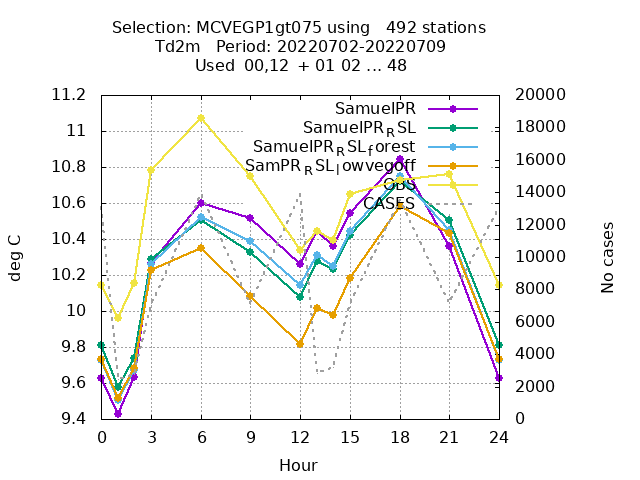 Selection: MCVEGP1gt075 using   492 stations
Td2m   Period: 20220702-20220709
Used  00,12  + 01 02 ... 48
11.2
11
10.8
10.6
10.4
10.2
10
9.8
9.6
9.4
deg C
20000
18000
16000
14000
12000
10000
8000
6000
4000
2000
0
No cases
SamuelPR
SamuelPR_RSL
SamuelPR_RSL_forest
SamPR_RSL_lowvegoff
OBS
CASES
0 3 6 9 12 15 18 21 24
Hour